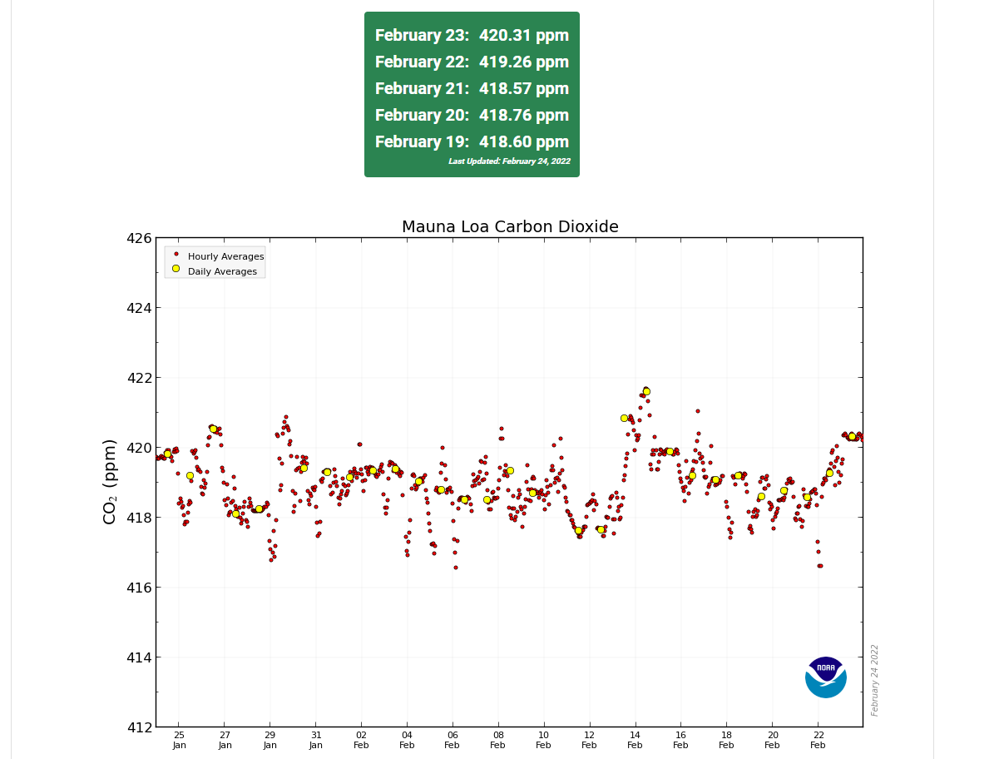 February 23: 420.31 ppm
February 22: 419.26 ppm
February 21: 418.57 ppm
February 20: 418.76 ppm
February 19: 418.60 ppm
Last Updated: February 24, 2022
Mauna Loa Carbon Dioxide
Hourly Averages
Daily Averages
426
424
422
420
418
416
414
412
CO₂ (ppm)
25 27 29 31 02 04 06 08 10 12 14 16 18 20 22
Jan Jan Jan Jan Feb Feb Feb Feb Feb Feb Feb Feb Feb Feb Feb
NOAA
February 24 2022